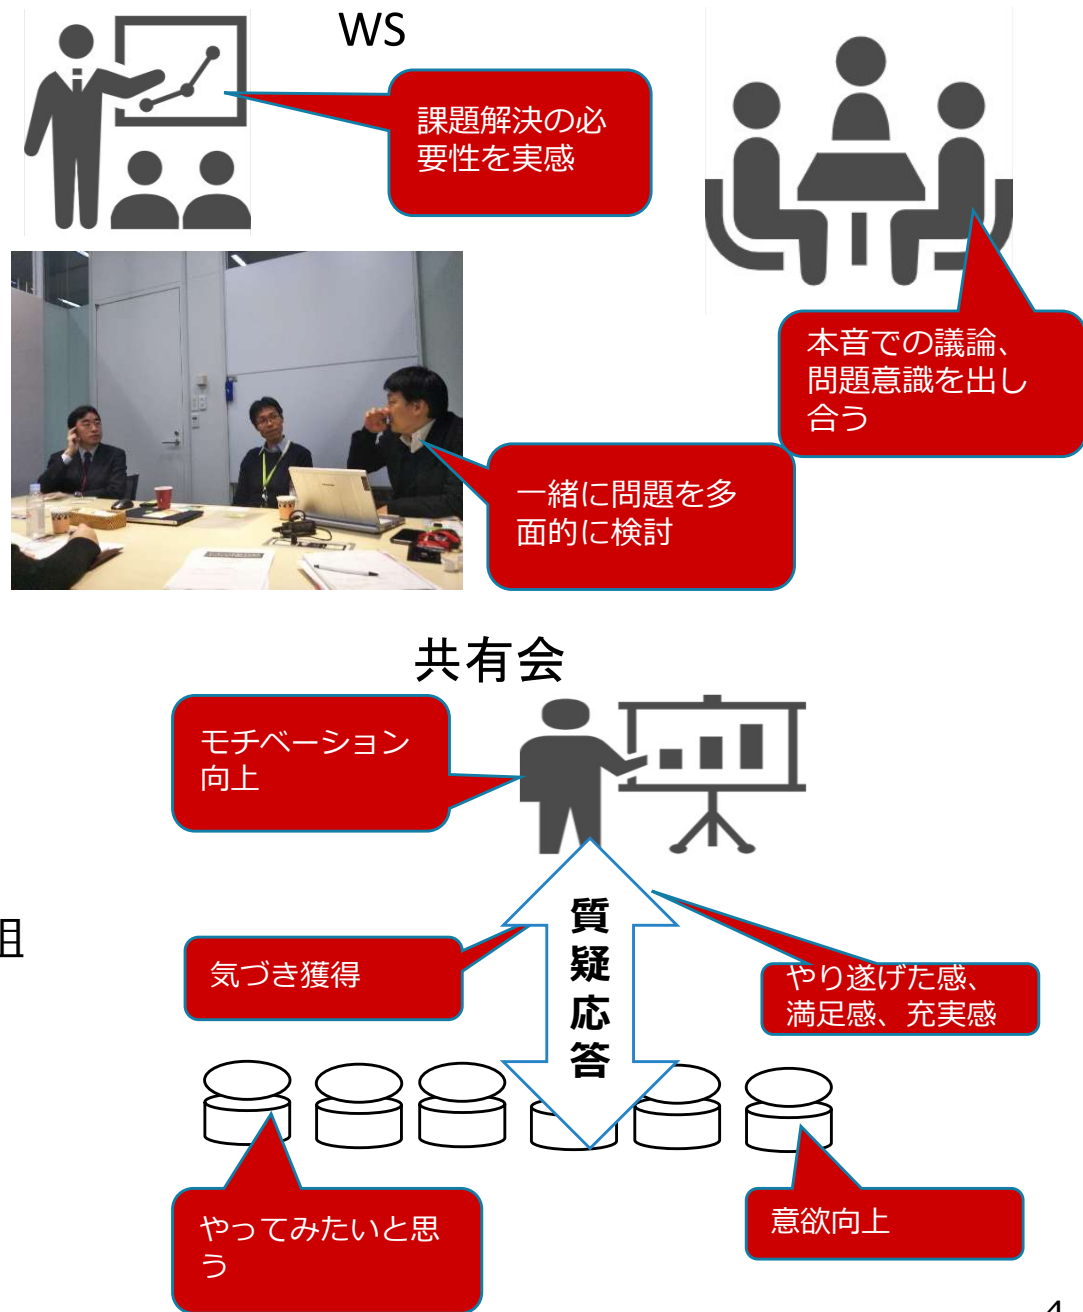 WS
課題解決の必
要性を実感
本音での議論、
問題意識を出し
合う
一緒に問題を多
面的に検討
共有会
モチベーション
向上
質
疑
応
答
組
気づき獲得
やり遂げた感、
満足感、充実感
やってみたいと思
う
意欲向上